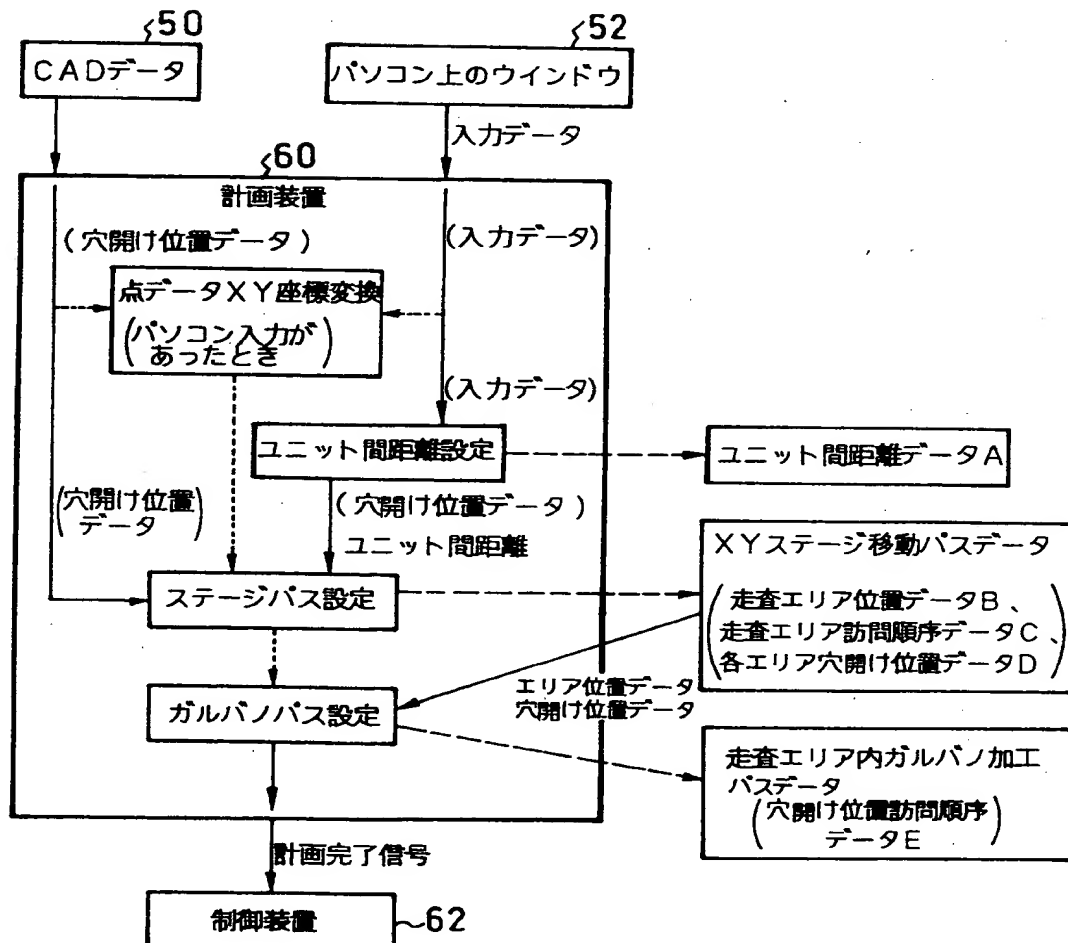 50
52
CADデータ
パソコン上のウインドウ
入力データ
60
計画装置
(穴開け位置データ)
(入力データ)
点データXY座標変換
(パソコン入力が
あったとき)
(入力データ)
ユニット間距離設定
ユニット間距離データA
(穴開け位置
データ)
(穴開け位置データ)
ユニット間距離
XYステージ移動パスデータ
(走査エリア位置データB、
走査エリア訪問順序データC、
各エリア穴開け位置データD)
ステージパス設定
エリア位置データ
穴開け位置データ
ガルバノパス設定
走査エリア内ガルバノ加工
パスデータ
(穴開け位置訪問順序
データE)
計画完了信号
制御装置
62